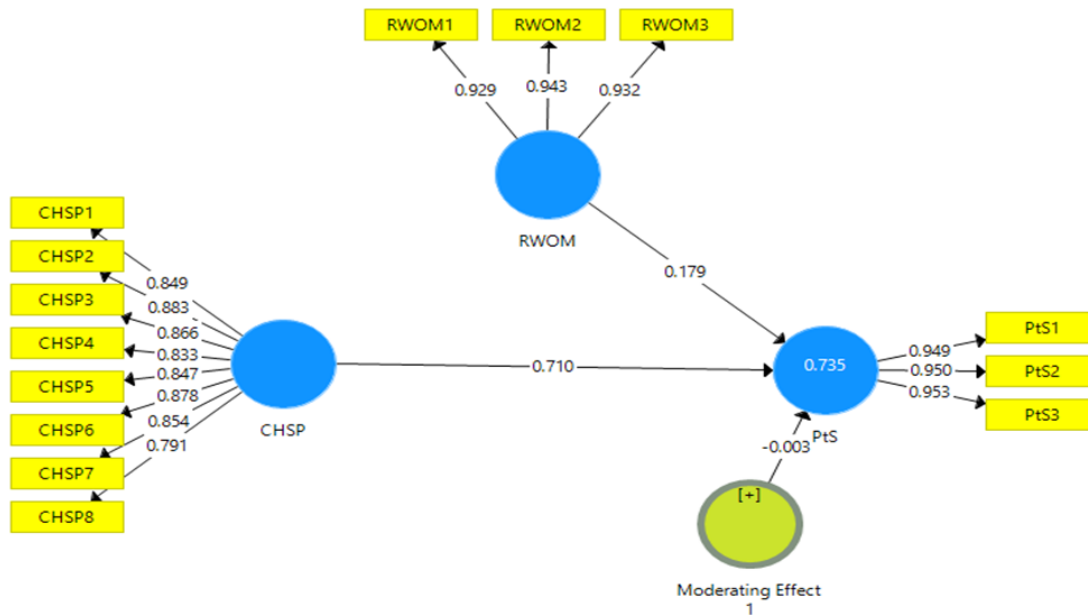 RWOM1 RWOM2 RWOM3
0.929 0.943 0.932
RWOM
CHSP1
CHSP2
CHSP3
CHSP4
CHSP5
CHSP6
CHSP7
CHSP8
0.849
0.883
0.866
0.833
0.847
0.878
0.854
0.791
CHSP
0.179
0.710
0.735
PtS
-0.003
[+]
Moderating Effect
1
0.949
0.950
0.953
PtS1
PtS2
PtS3